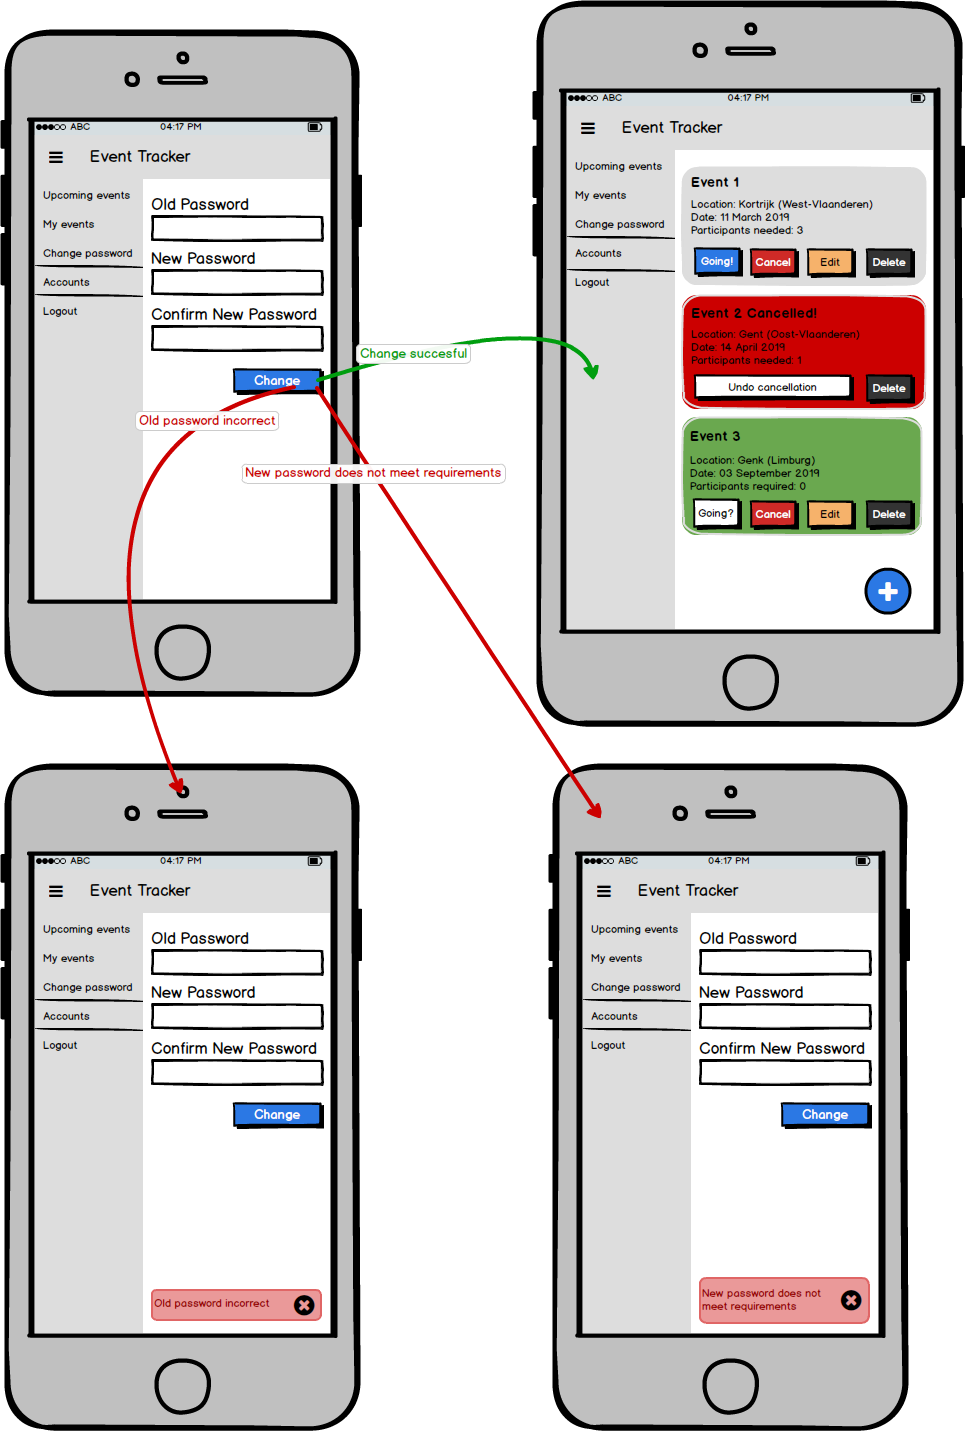 ABC 04:17 PM
Event Tracker
Upcoming events
My events
Change password
Accounts
Logout
Old Password
New Password
Confirm New Password
Change
Change succesful
Old password incorrect
New password does not meet requirements
ABC 04:17 PM
Event Tracker
Upcoming events
My events
Change password
Accounts
Logout
Event 1
Location: Kortrijk (West-Vlaanderen)
Date: 11 March 2019
Participants needed: 3
Going! Cancel Edit Delete
Event 2 Cancelled!
Location: Gent (Oost-Vlaanderen)
Date: 14 April 2019
Participants needed: 1
Undo cancellation Delete
Event 3
Location: Genk (Limburg)
Date: 03 September 2019
Participants required: 0
Going? Cancel Edit Delete
ABC 04:17 PM
Event Tracker
Upcoming events
My events
Change password
Accounts
Logout
Old Password
New Password
Confirm New Password
Change
Old password incorrect
ABC 04:17 PM
Event Tracker
Upcoming events
My events
Change password
Accounts
Logout
Old Password
New Password
Confirm New Password
Change
New password does not
meet requirements